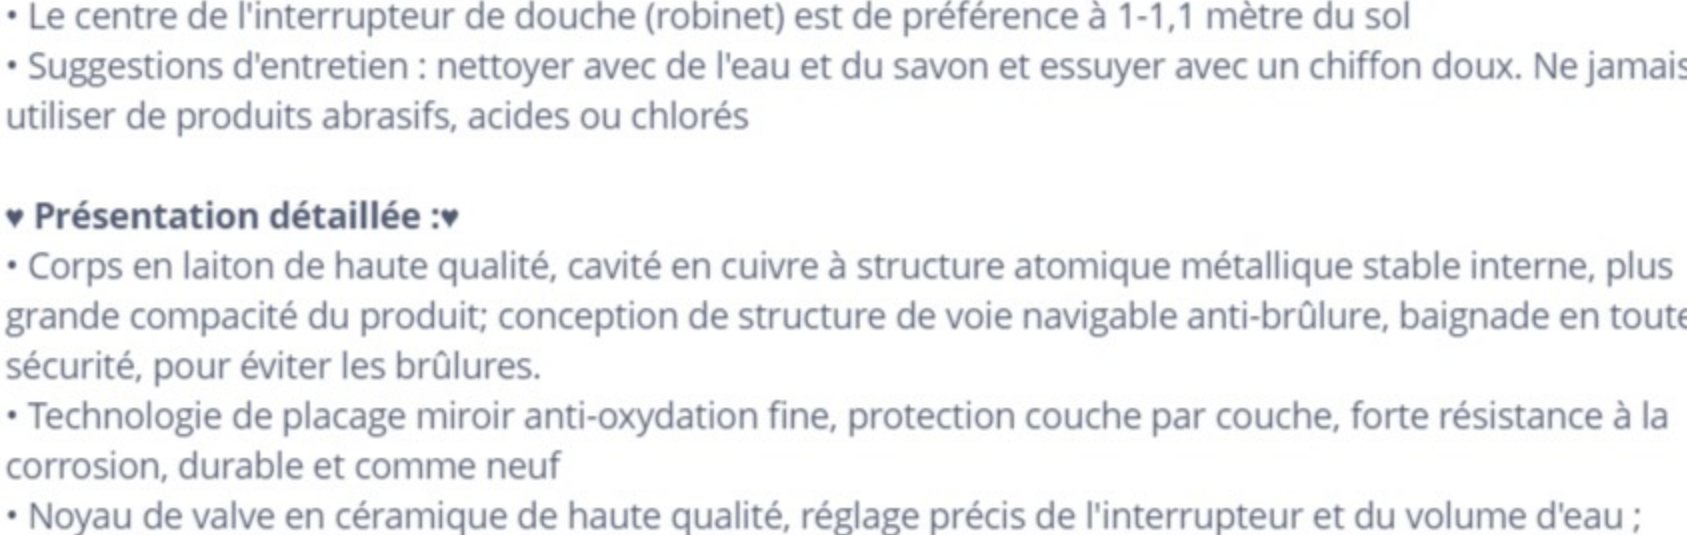 • Le centre de l'interrupteur de douche (robinet) est de préférence à 1-1,1 mètre du sol
• Suggestions d'entretien : nettoyer avec de l'eau et du savon et essuyer avec un chiffon doux. Ne jamais
utiliser de produits abrasifs, acides ou chlorés
♥ Présentation détaillée :♥
• Corps en laiton de haute qualité, cavité en cuivre à structure atomique métallique stable interne, plus
grande compacité du produit; conception de structure de voie navigable anti-brûlure, baignade en toute
sécurité, pour éviter les brûlures.
• Technologie de placage miroir anti-oxydation fine, protection couche par couche, forte résistance à la
corrosion, durable et comme neuf
• Noyau de valve en céramique de haute qualité, réglage précis de l'interrupteur et du volume d'eau ;